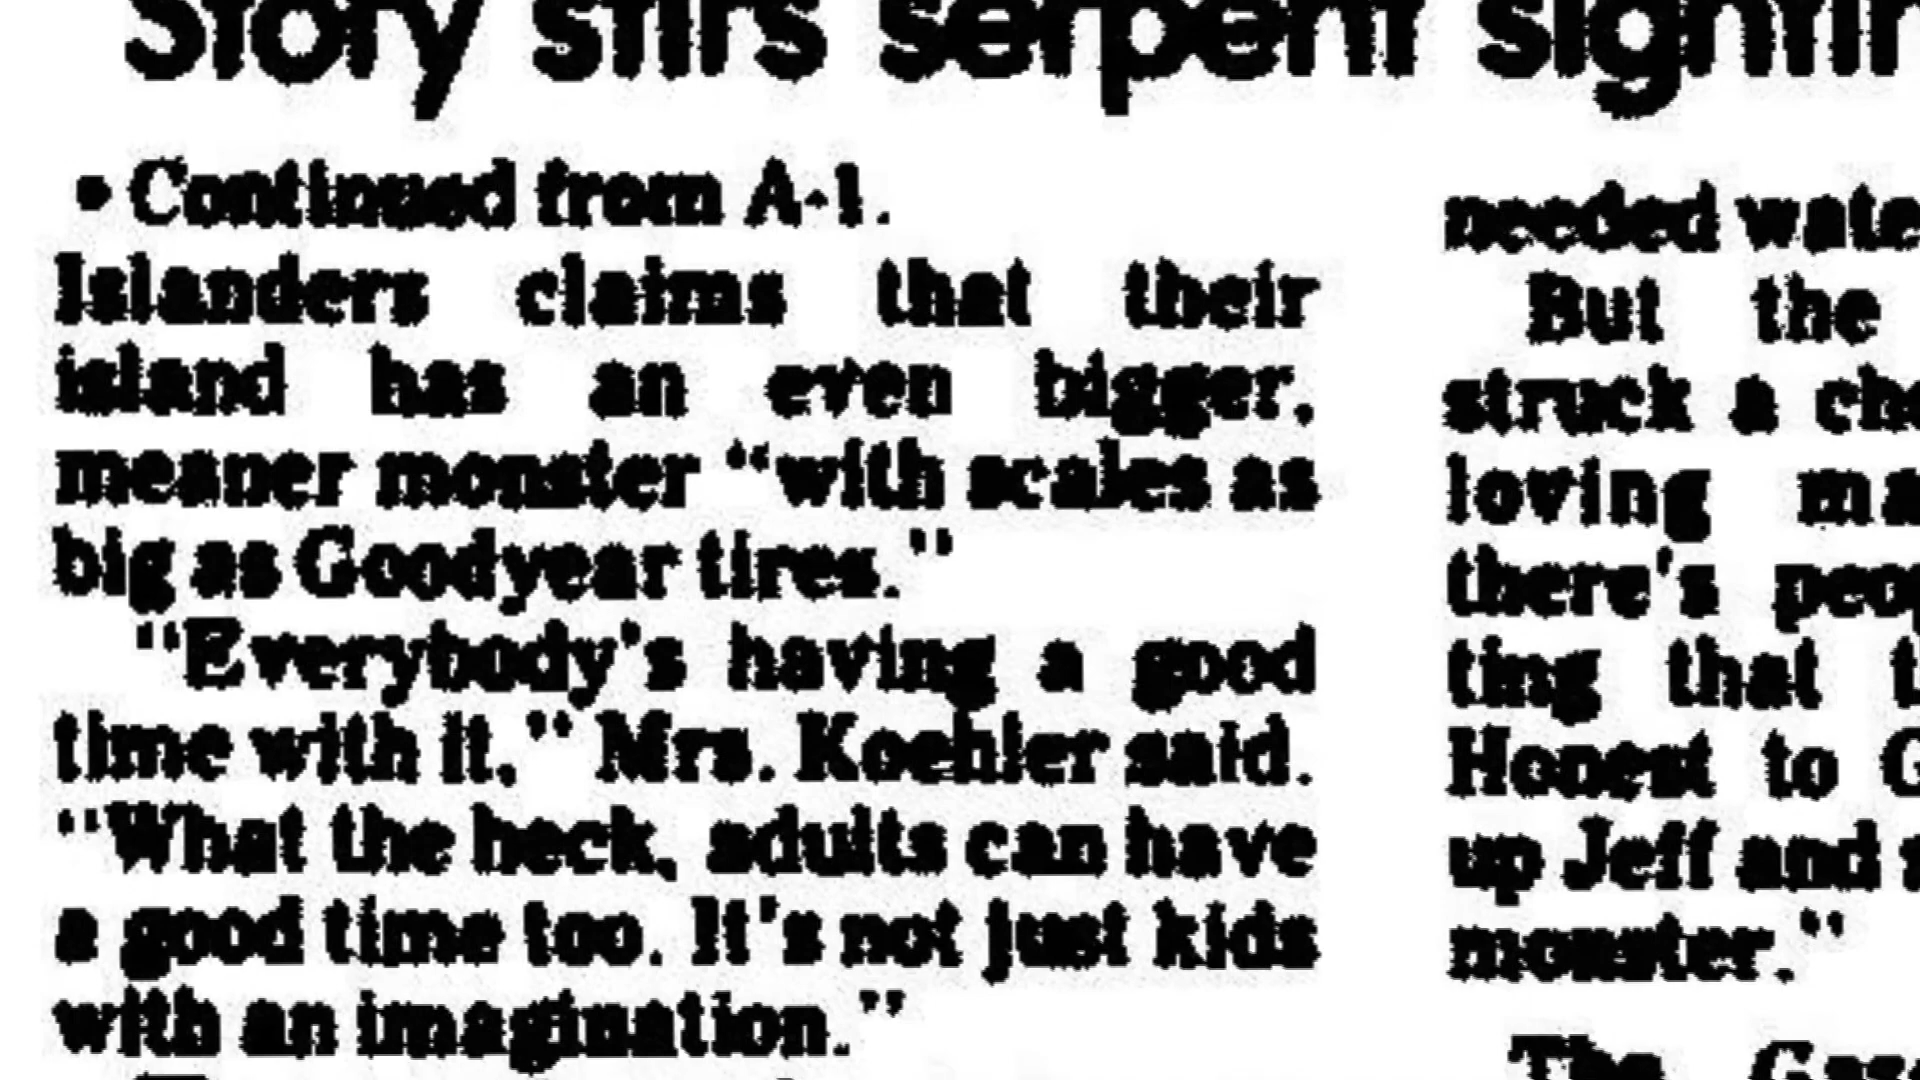 Story stirs serpent sightin
• Continued from A-1.
Islanders claims that their
island has an even bigger,
meaner monster “with scales as
big as Goodyear tires.”
“Everybody's having a good
time with it,” Mrs. Koehler said.
“What the heck, adults can have
a good time too. It's not just kids
with an imagination.”
needed wate
But the
struck a che
loving ma
there's peop
ting that t
Honest to G
up Jeff and
monster.”
The